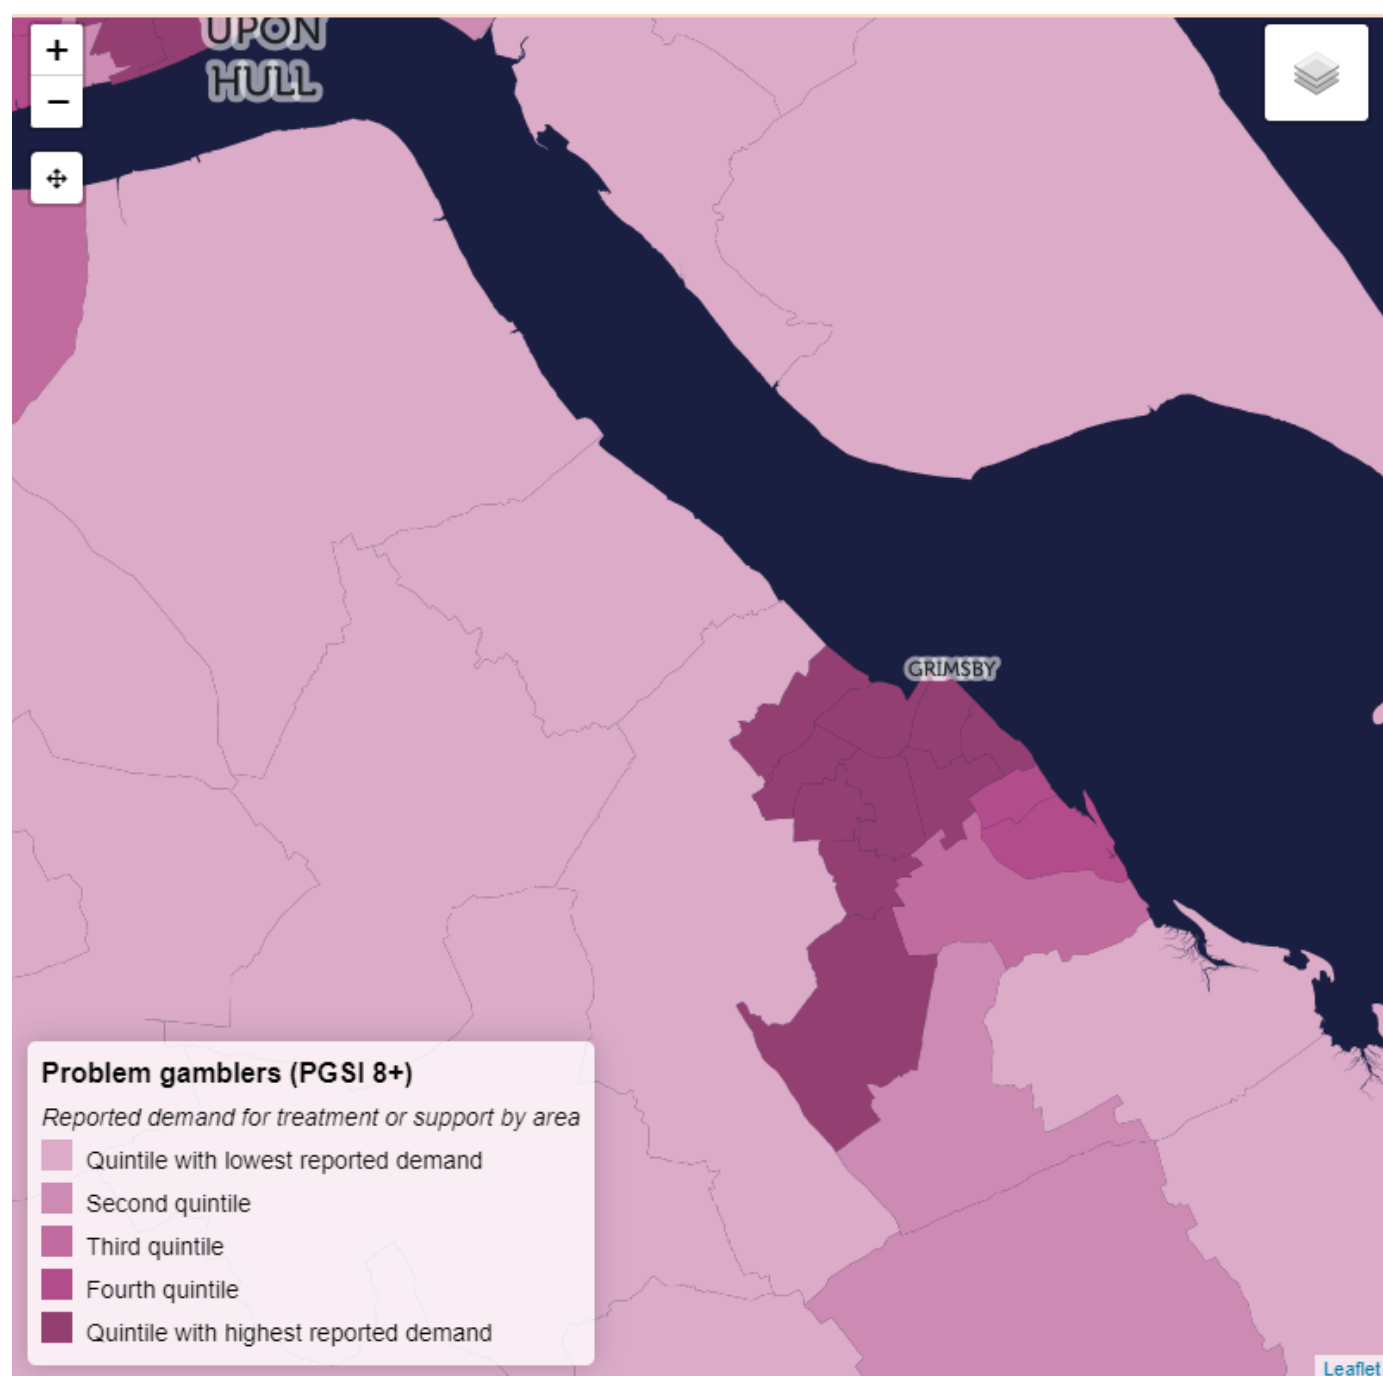 UPON
HULL
+
−
GRIMSBY
Problem gamblers (PGSI 8+)
Reported demand for treatment or support by area
Quintile with lowest reported demand
Second quintile
Third quintile
Fourth quintile
Quintile with highest reported demand
Leaflet